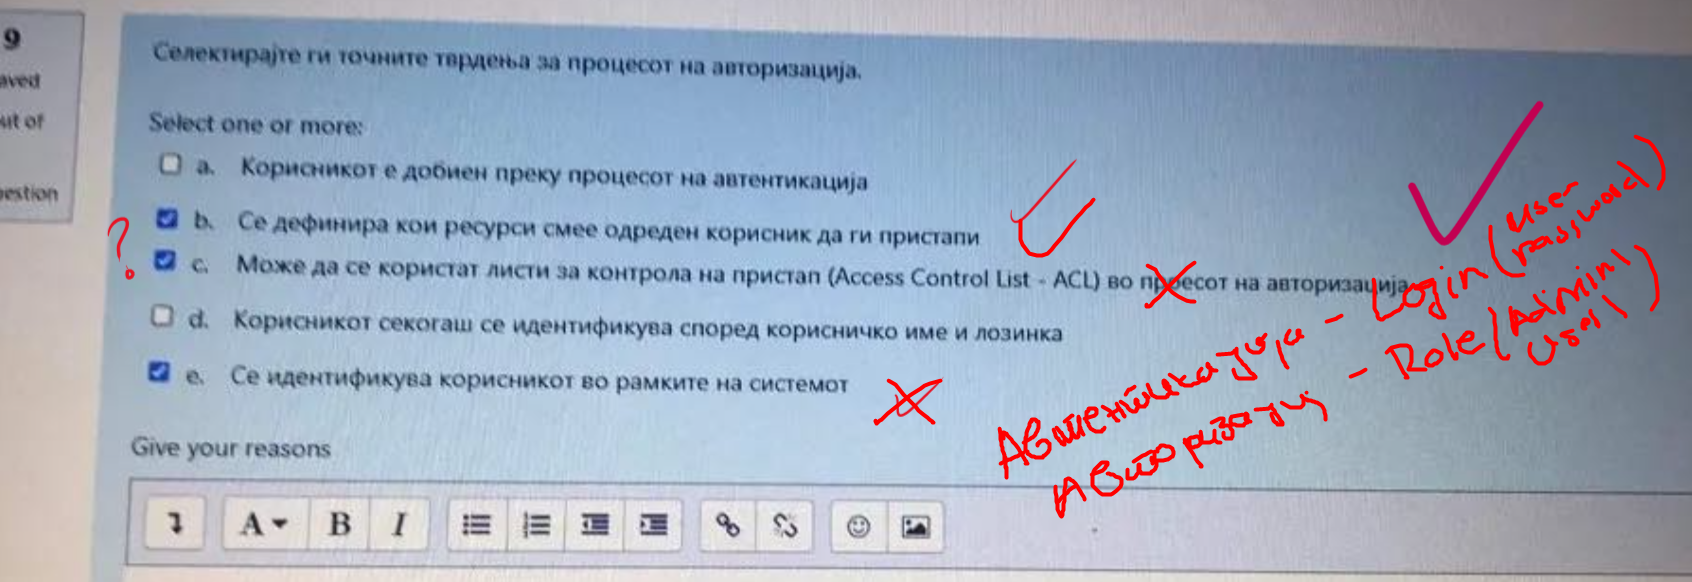 9
aved
ut of
estion
Селектирајте ги точните тврдења за процесот на авторизација.
Select one or more:
a. Корисникот е добиен преку процесот на автентикација
b. Се дефинира кои ресурси смее одреден корисник да ги пристапи
?
c. Може да се користат листи за контрола на пристап (Access Control List - ACL) во процесот на авторизација
d. Корисникот секогаш се идентификува според корисничко име и лозинка
e. Се идентификува корисникот во рамките на системот
Автентикација - Login (user password)
Авторизациј - Role (Admin User)
Give your reasons
A B I